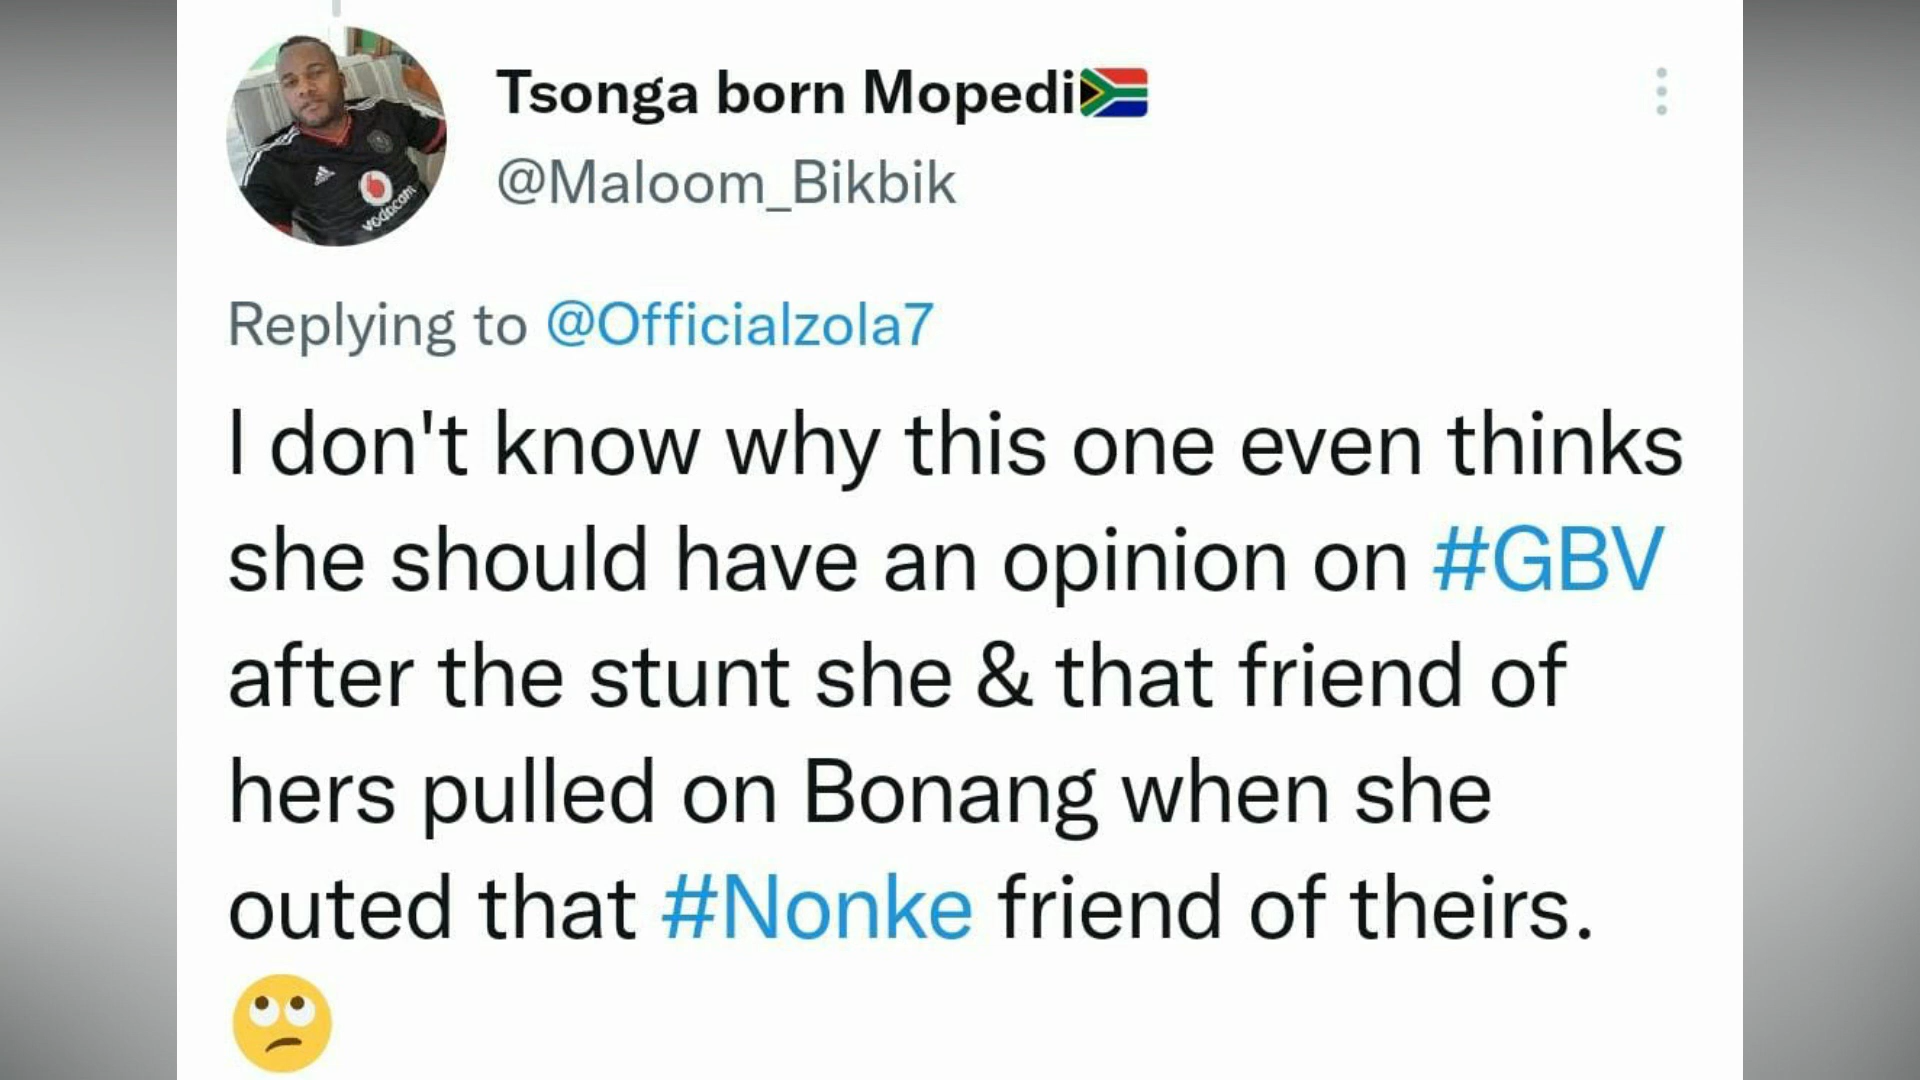 Tsonga born Mopedi🇿🇦
@Maloom_Bikbik
Replying to @Officialzola7
I don't know why this one even thinks
she should have an opinion on #GBV
after the stunt she & that friend of
hers pulled on Bonang when she
outed that #Nonke friend of theirs.
🙄
vodacom